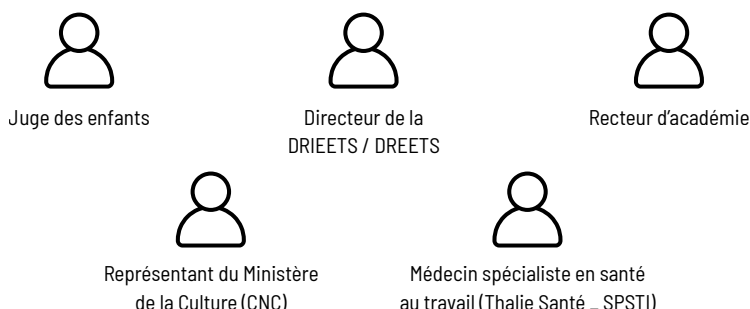 Juge des enfants
Directeur de la
DRIEETS / DREETS
Recteur d'académie
Représentant du Ministère
de la Culture (CNC)
Médecin spécialiste en santé
au travail (Thalie Santé _ SPSTI)